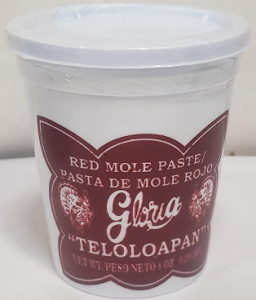 RED MOLE PASTE/
PASTA DE MOLE ROJO
Gloria
"TELOLOAPAN"
NET WT/PESO NETO 8 OZ